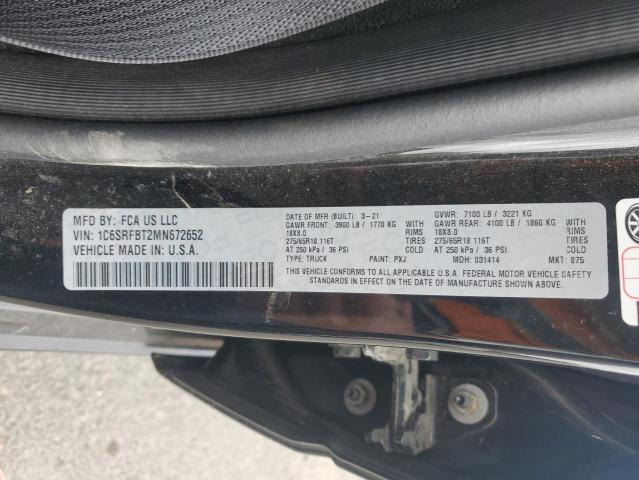 MFD BY: FCA US LLC
VIN: 1C6SRFBT2MN672652
VEHICLE MADE IN U.S.A.
DATE OF MFR (BUILT): 3-21 GVWR: 7100 LB / 3221 KG
GAWR FRONT: 3900 LB / 1770 KG WITH GAWR REAR: 4100 LB / 1860 KG WITH
18X8.0 RIMS 18X8.0 RIMS
275/65R18 116T TIRES 275/65R18 116T TIRES
AT 250 kPa / 36 PSI COLD AT 250 kPa / 36 PSI COLD
TYPE: TRUCK PAINT: PXJ MDH: 031414 MKT: 875
THIS VEHICLE CONFORMS TO ALL APPLICABLE U.S.A. FEDERAL MOTOR VEHICLE SAFETY
STANDARDS IN EFFECT ON THE DATE OF MANUFACTURE SHOWN ABOVE.